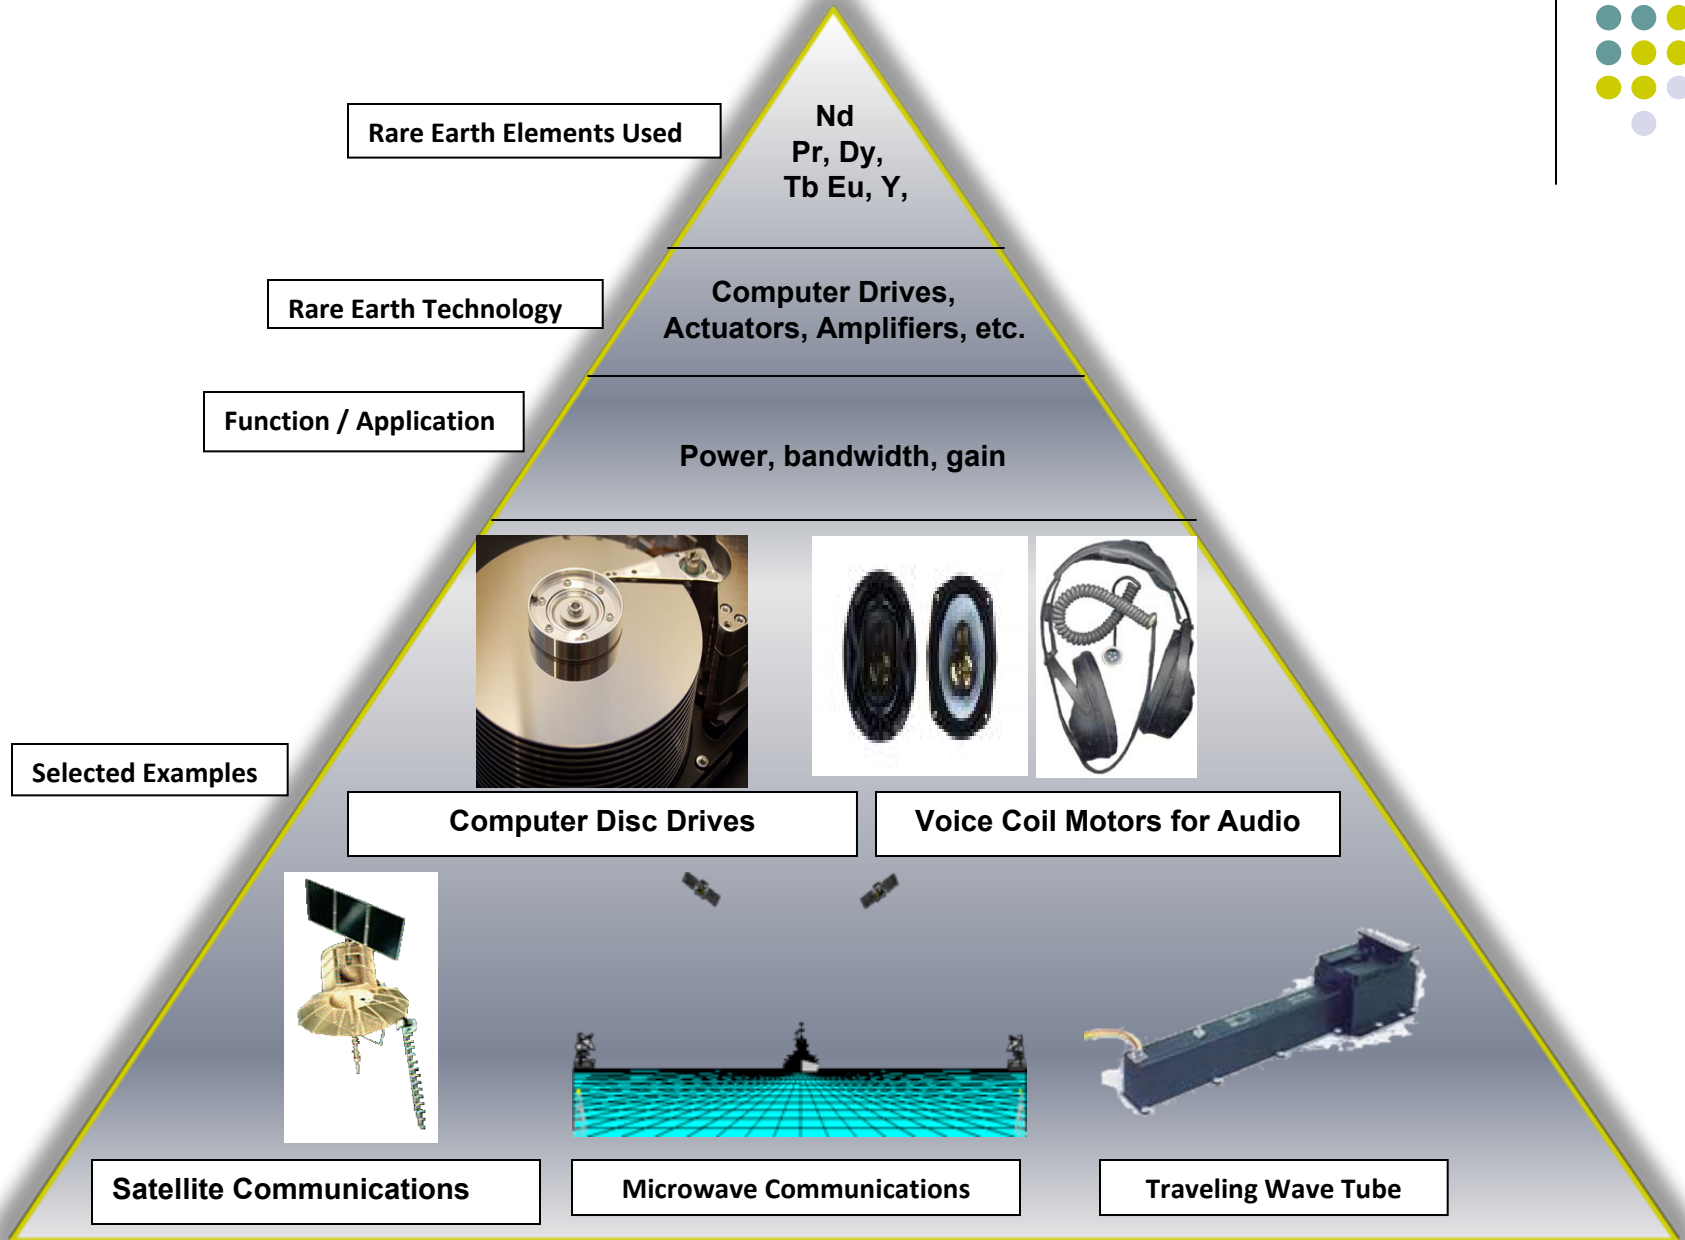 Rare Earth Elements Used
Nd
Pr, Dy,
Tb Eu, Y,
Rare Earth Technology
Computer Drives,
Actuators, Amplifiers, etc.
Function / Application
Power, bandwidth, gain
Selected Examples
Computer Disc Drives
Voice Coil Motors for Audio
Satellite Communications
Microwave Communications
Traveling Wave Tube